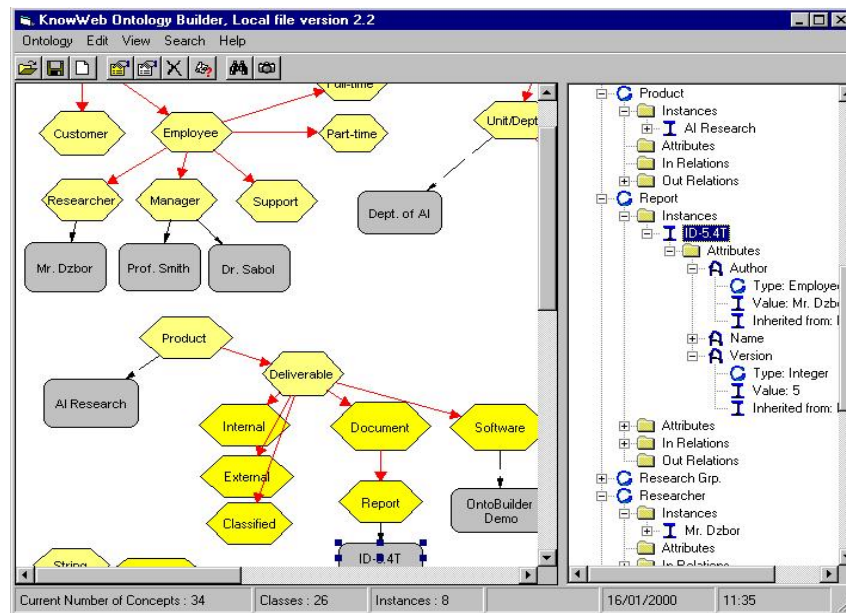 KnowWeb Ontology Builder, Local file version 2.2
Ontology Edit View Search Help
Full-time
Customer
Employee
Part-time
Unit/Dept
Researcher
Manager
Support
Dept. of AI
Mr. Dzbor
Prof. Smith
Dr. Sabol
Product
Deliverable
AI Research
Internal
Document
Software
External
Report
OntoBuilder
Demo
Classified
ID-5.4T
String
Product
Instances
AI Research
Attributes
In Relations
Out Relations
Report
Instances
ID-5.4T
Attributes
Author
Type: Employee
Value: Mr. Dzbo
Inherited from:
Name
Version
Type: Integer
Value: 5
Inherited from:
Attributes
In Relations
Out Relations
Research Grp.
Researcher
Instances
Mr. Dzbor
Attributes
In Relations
Current Number of Concepts : 34 Classes : 26 Instances : 8 16/01/2000 11:35